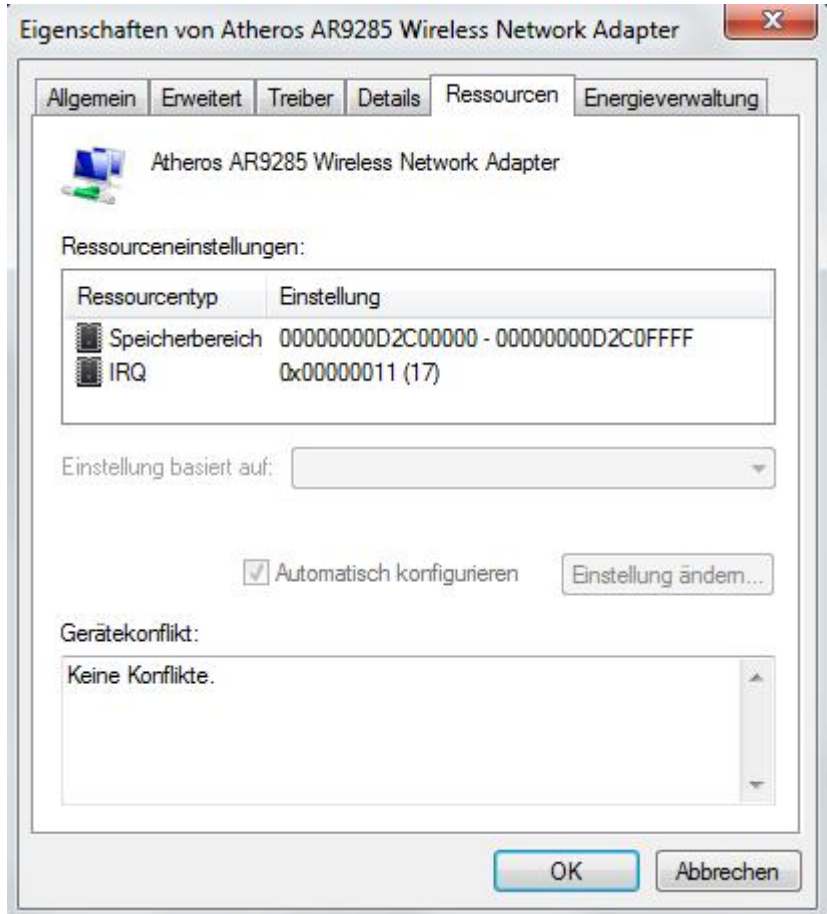 Eigenschaften von Atheros AR9285 Wireless Network Adapter
Allgemein Erweitert Treiber Details Ressourcen Energieverwaltung
Atheros AR9285 Wireless Network Adapter
Ressourceneinstellungen:
Ressourcentyp Einstellung
Speicherbereich 00000000D2C00000 - 00000000D2C0FFFF
IRQ 0x00000011 (17)
Einstellung basiert auf:
Automatisch konfigurieren Einstellung ändern...
Gerätekonflikt:
Keine Konflikte.
OK Abbrechen